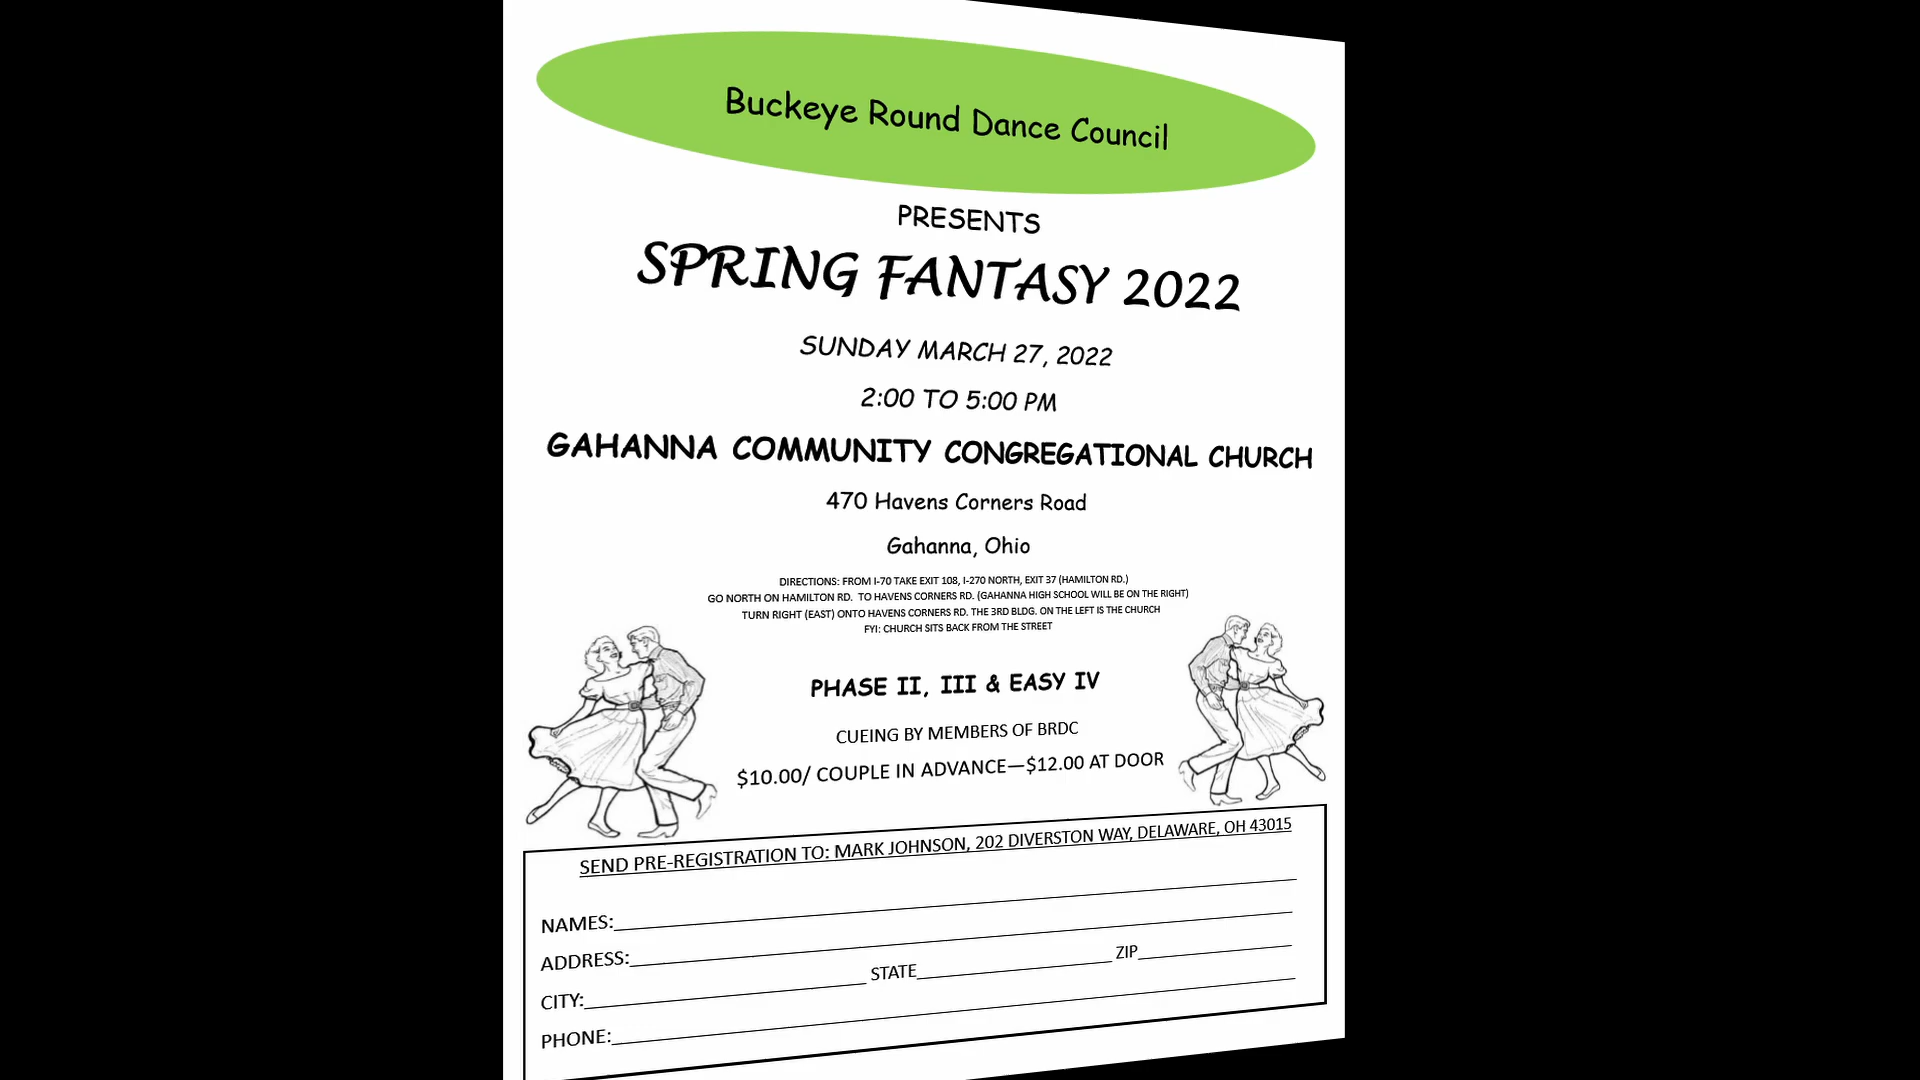 Buckeye Round Dance Council
PRESENTS
SPRING FANTASY 2022
SUNDAY MARCH 27, 2022
2:00 TO 5:00 PM
GAHANNA COMMUNITY CONGREGATIONAL CHURCH
470 Havens Corners Road
Gahanna, Ohio
DIRECTIONS: FROM I-70 TAKE EXIT 108, I-270 NORTH, EXIT 37 (HAMILTON RD.)
GO NORTH ON HAMILTON RD. TO HAVENS CORNERS RD. (GAHANNA HIGH SCHOOL WILL BE ON THE RIGHT)
TURN RIGHT (EAST) ONTO HAVENS CORNERS RD. THE 3RD BLDG. ON THE LEFT IS THE CHURCH
FYI: CHURCH SITS BACK FROM THE STREET
PHASE II, III & EASY IV
CUEING BY MEMBERS OF BRDC
$10.00/ COUPLE IN ADVANCE—$12.00 AT DOOR
SEND PRE-REGISTRATION TO: MARK JOHNSON, 202 DIVERSTON WAY, DELAWARE, OH 43015
NAMES:
ADDRESS:
CITY: STATE ZIP
PHONE: